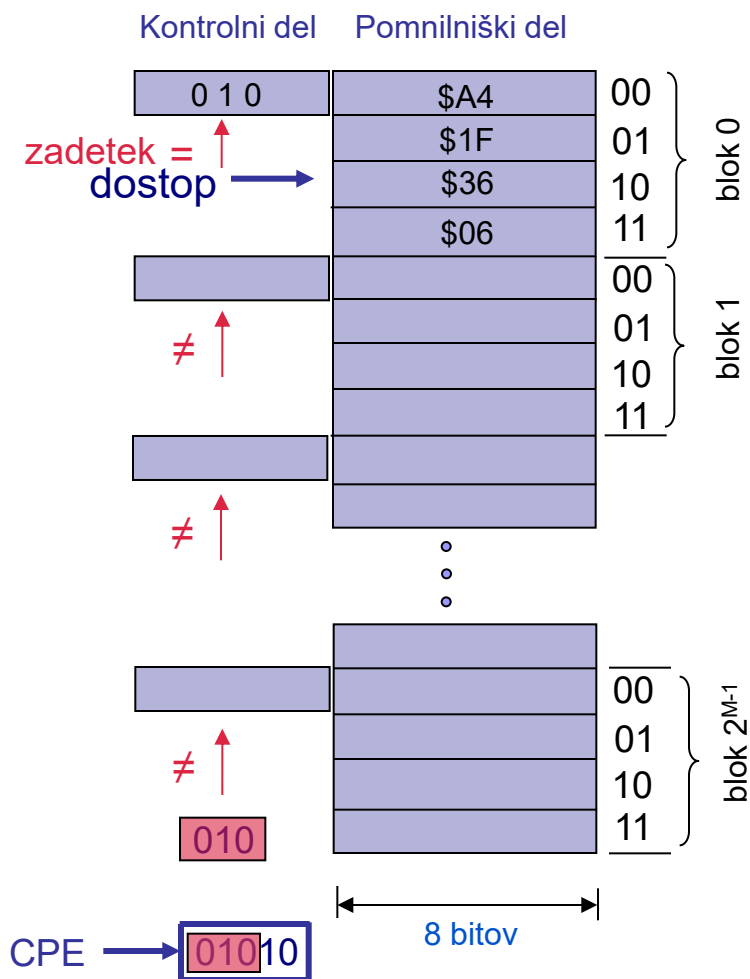 Kontrolni del Pomnilniški del
0 1 0 $A4 00
$1F 01
zadetek =
dostop $36 10
$06 11
blok 0
00
01
≠
10
11
blok 1
≠
00
01
≠
10
11
blok 2^M-1
010
8 bitov
CPE 01010